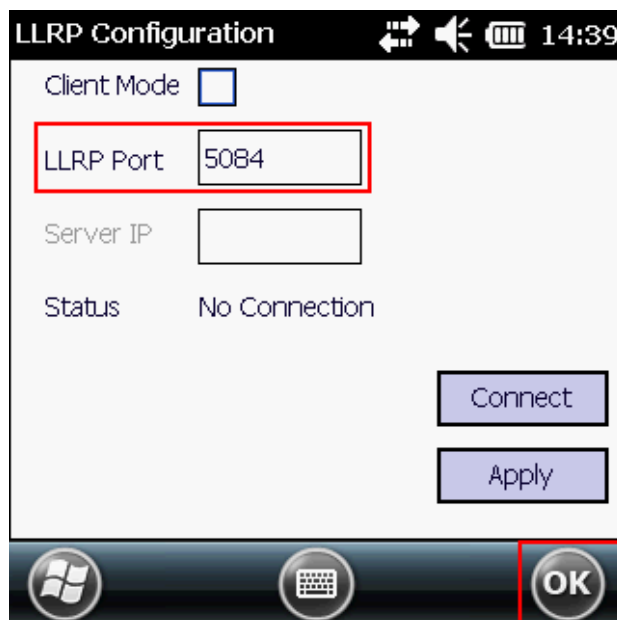 LLRP Configuration 14:39
Client Mode
LLRP Port 5084
Server IP
Status No Connection
Connect
Apply
OK